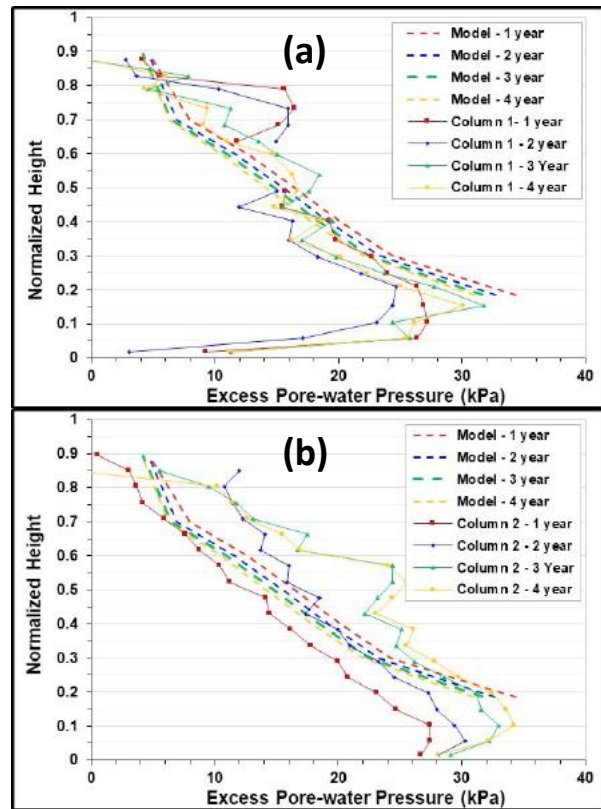 (a)
1
0.9
0.8
0.7
0.6
0.5
0.4
0.3
0.2
0.1
0
Normalized Height
Model - 1 year
Model - 2 year
Model - 3 year
Model - 4 year
Column 1- 1 year
Column 1 - 2 year
Column 1 - 3 Year
Column 1 - 4 year
0 10 20 30 40
Excess Pore-water Pressure (kPa)
(b)
1
0.9
0.8
0.7
0.6
0.5
0.4
0.3
0.2
0.1
0
Normalized Height
Model - 1 year
Model - 2 year
Model - 3 year
Model - 4 year
Column 2 - 1 year
Column 2 - 2 year
Column 2 - 3 Year
Column 2 - 4 year
0 10 20 30 40
Excess Pore-water Pressure (kPa)